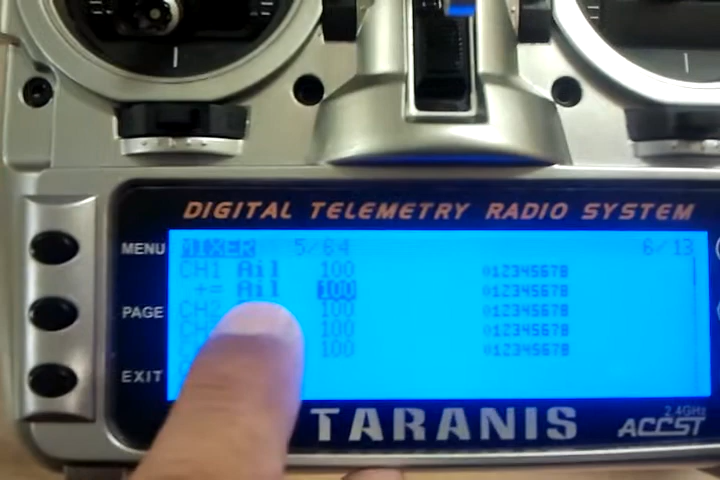 DIGITAL TELEMETRY RADIO SYSTEM
MENU
PAGE
EXIT
MIXER 5/64 6/13
CH1 Ail 100 012345678
+= Ail 100 012345678
CH2 100 012345678
100 012345678
100 012345678
TARANIS
2.4GHz
ACCST